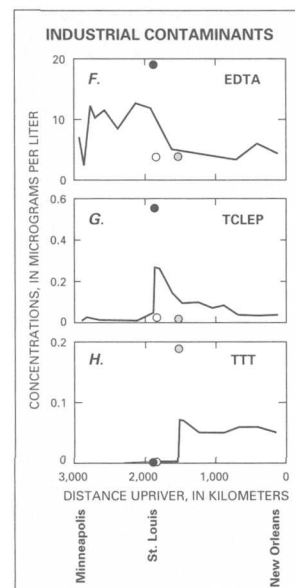 INDUSTRIAL CONTAMINANTS
CONCENTRATIONS, IN MICROGRAMS PER LITER
20
F. EDTA
10
0
0.6
G. TCLEP
0.4
0.2
0
0.2
H. TTT
0.1
0
3,000 2,000 1,000 0
DISTANCE UPRIVER, IN KILOMETERS
Minneapolis
St. Louis
New Orleans